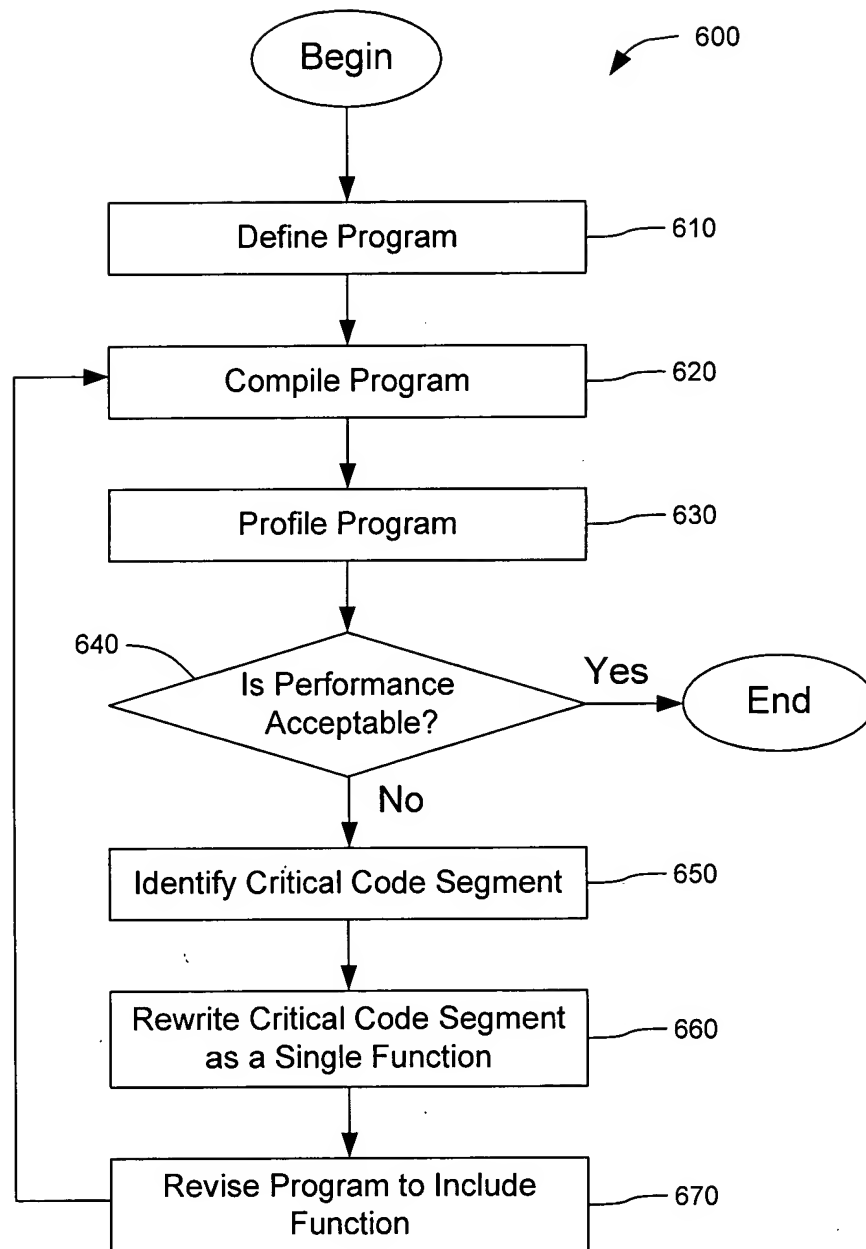 Begin
600
Define Program
610
Compile Program
620
Profile Program
630
640
Is Performance
Acceptable?
Yes
End
No
Identify Critical Code Segment
650
Rewrite Critical Code Segment
as a Single Function
660
Revise Program to Include
Function
670